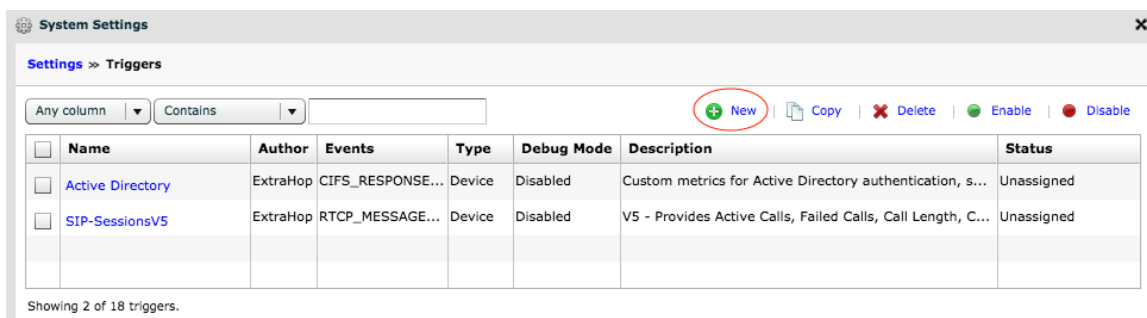 System Settings
Settings » Triggers
Any column Contains New Copy Delete Enable Disable
Name Author Events Type Debug Mode Description Status
Active Directory ExtraHop CIFS_RESPONSE... Device Disabled Custom metrics for Active Directory authentication, s... Unassigned
SIP-SessionsV5 ExtraHop RTCP_MESSAGE... Device Disabled V5 - Provides Active Calls, Failed Calls, Call Length, C... Unassigned
Showing 2 of 18 triggers.